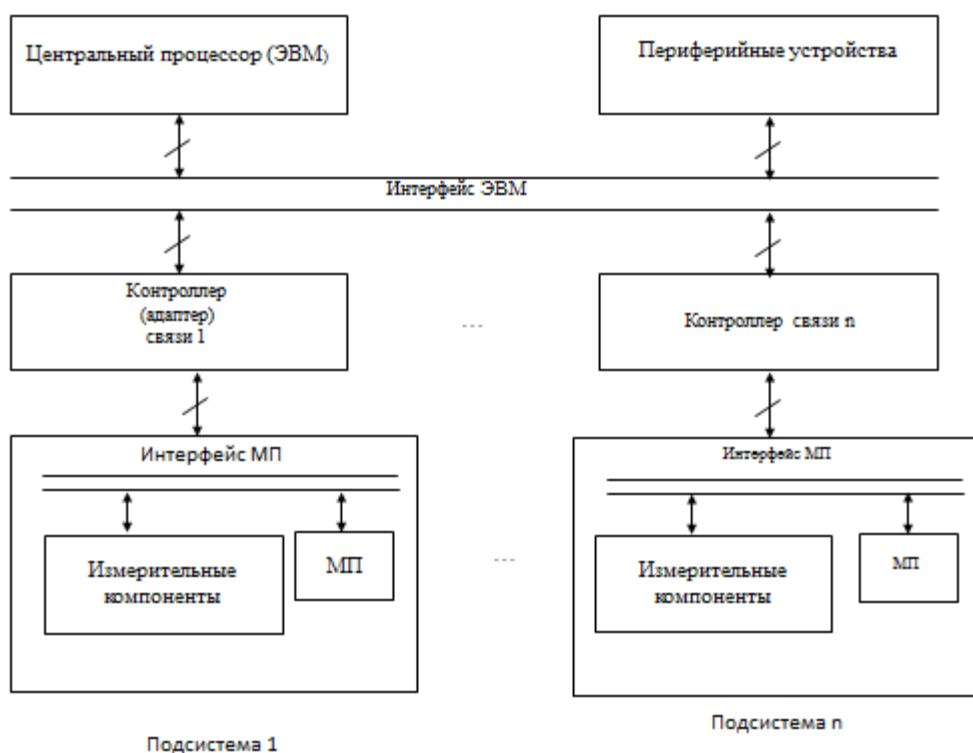 Центральный процессор (ЭВМ)
Периферийные устройства
Интерфейс ЭВМ
Контроллер
(адаптер)
связи 1
...
Контроллер связи n
Интерфейс МП
Интерфейс МП
Измерительные
компоненты
МП
...
Измерительные
компоненты
МП
Подсистема 1
Подсистема n